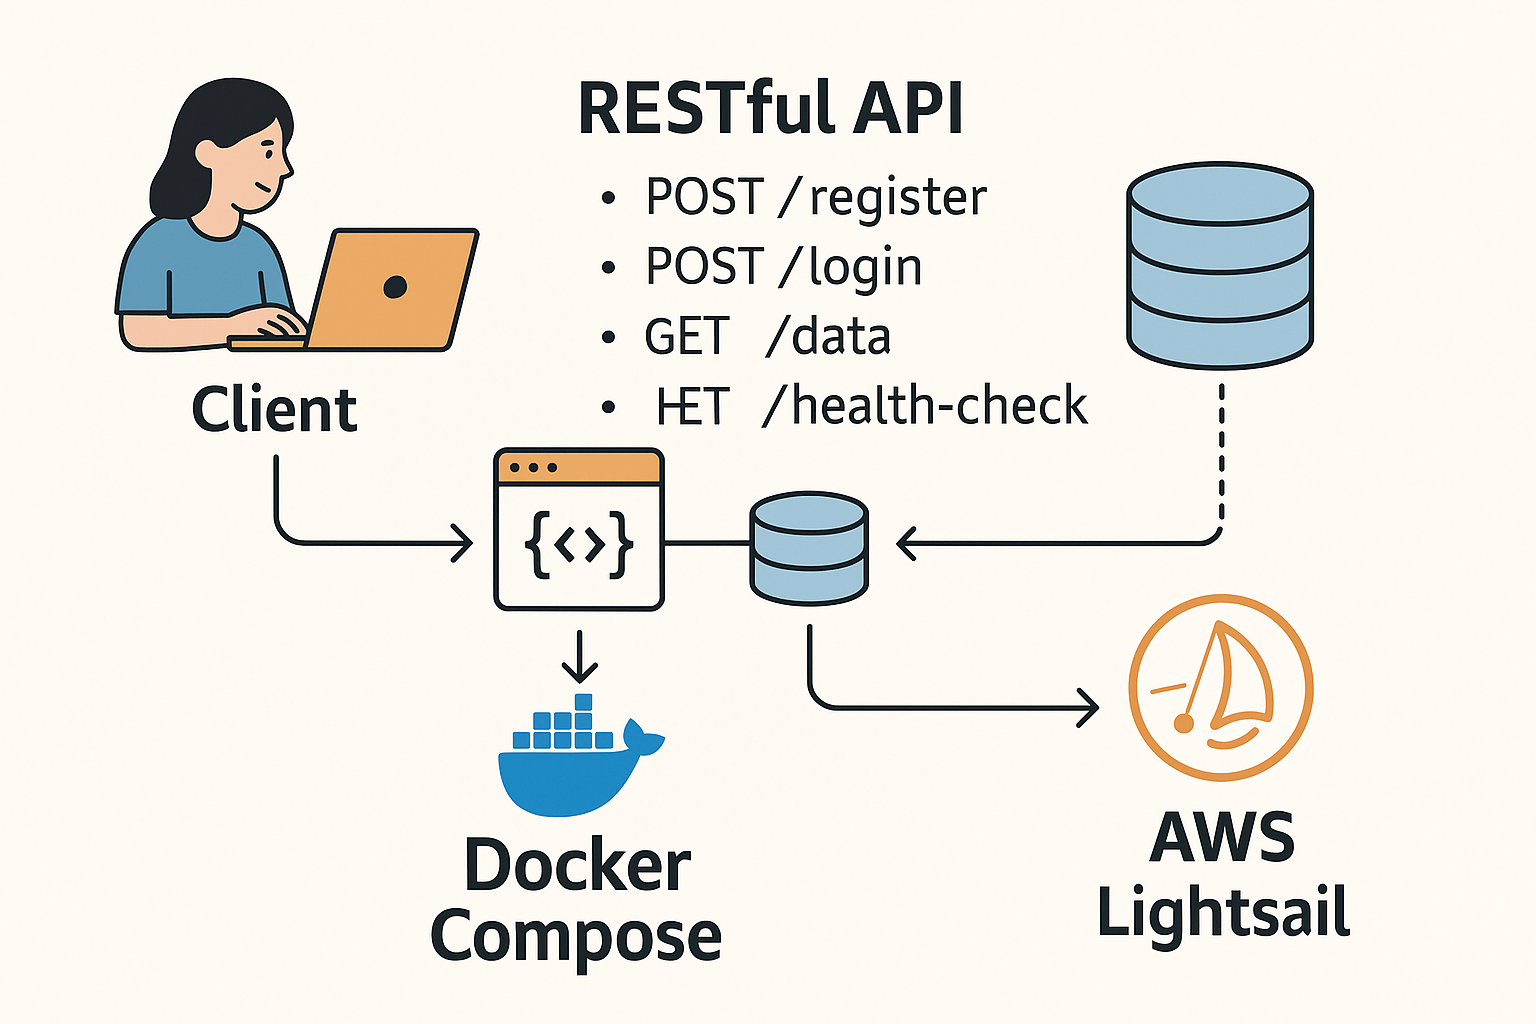 RESTful API
• POST /register
• POST /login
• GET /data
• HET /health-check
Client
{<>}
Docker
Compose
AWS
Lightsail